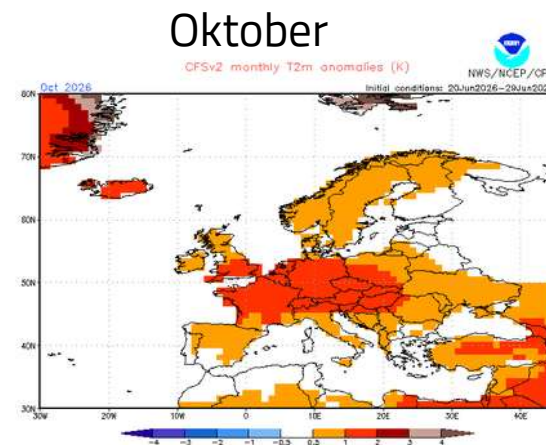 Oktober
CFSv2 monthly T2m anomalies (K)
NWS/NCEP/CF
Oct 2026
Initial conditions: 20Jun2026-29Jun202
80N
70N
60N
50N
40N
30N
30W 20W 10W 0 10E 20E 30E 40E
-4 -3 -2 -1 -0.5 0.5 1 2 3 4